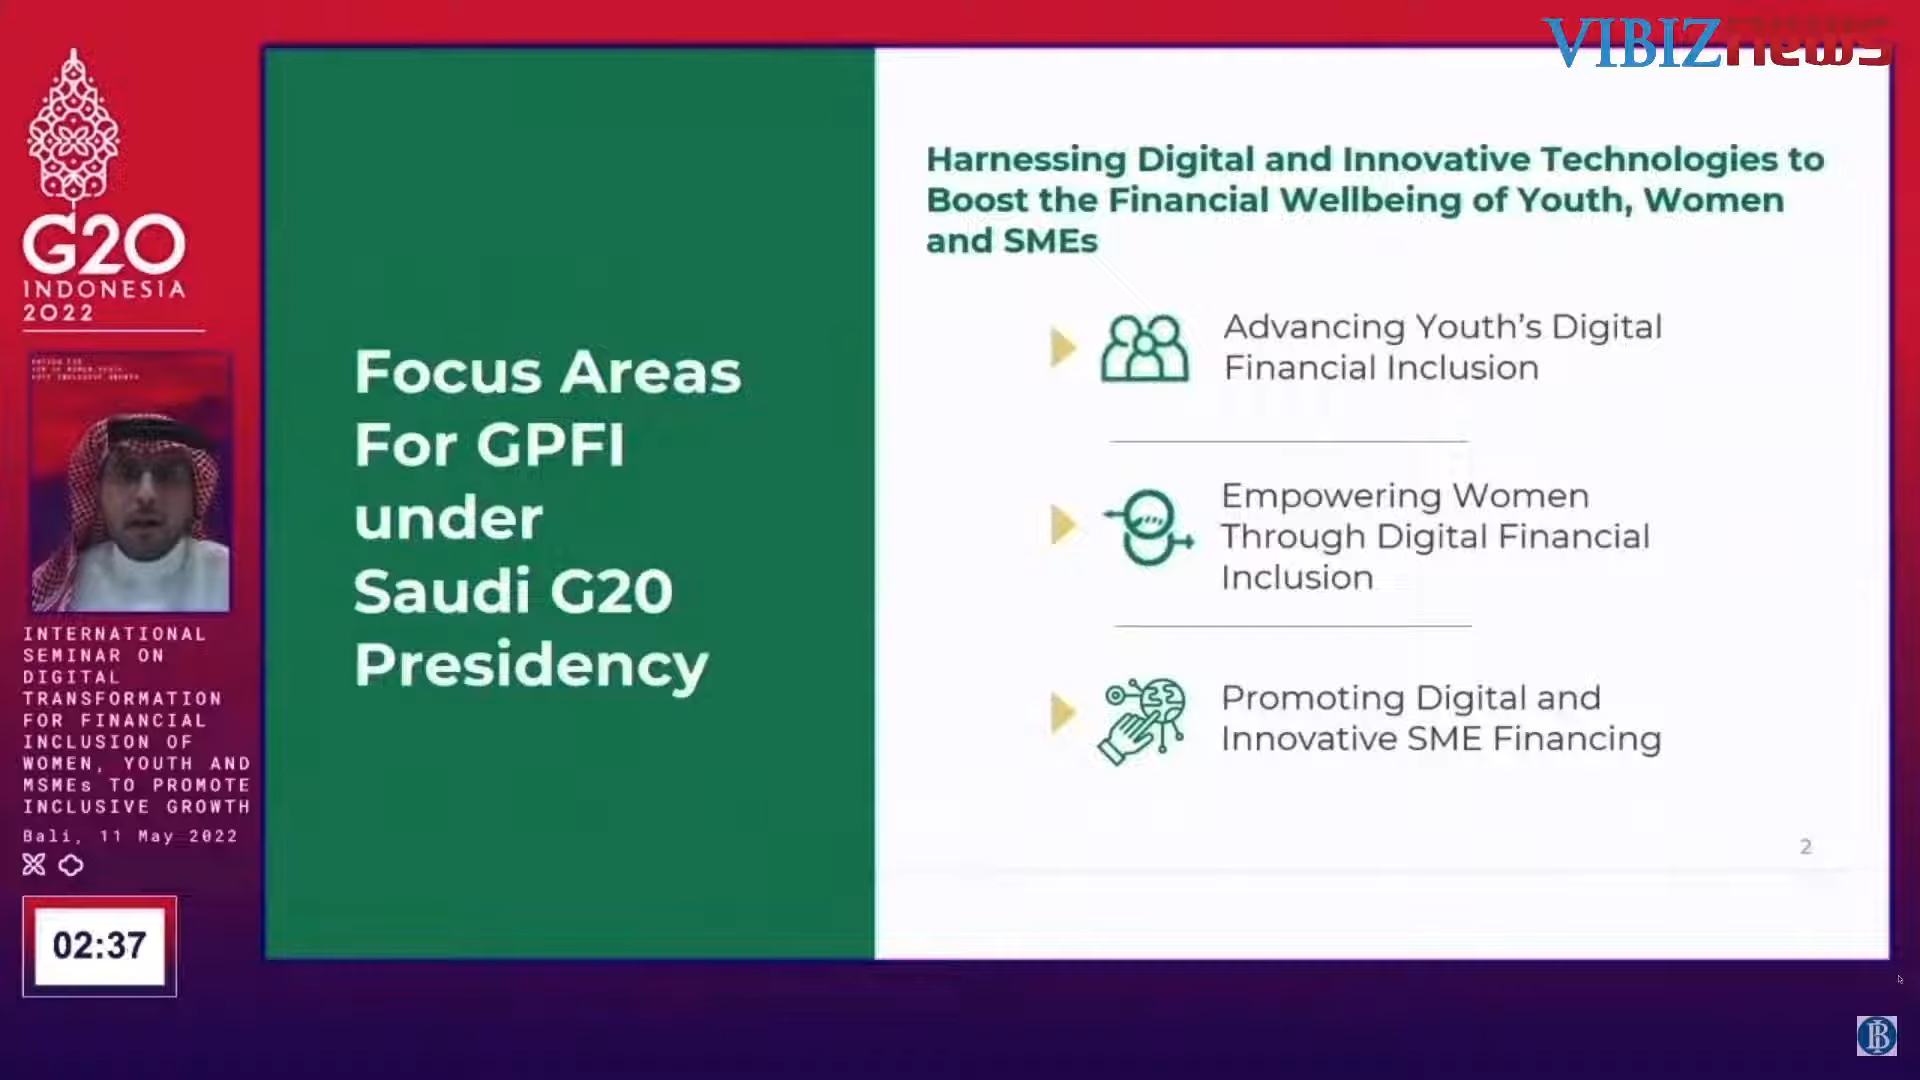 VIBIZnews
G20
INDONESIA
2022
INTERNATIONAL
SEMINAR ON
DIGITAL
TRANSFORMATION
FOR FINANCIAL
INCLUSION OF
WOMEN, YOUTH AND
MSMEs TO PROMOTE
INCLUSIVE GROWTH
Bali, 11 May 2022
02:37
Focus Areas
For GPFI
under
Saudi G20
Presidency
Harnessing Digital and Innovative Technologies to
Boost the Financial Wellbeing of Youth, Women
and SMEs
Advancing Youth’s Digital
Financial Inclusion
Empowering Women
Through Digital Financial
Inclusion
Promoting Digital and
Innovative SME Financing
2